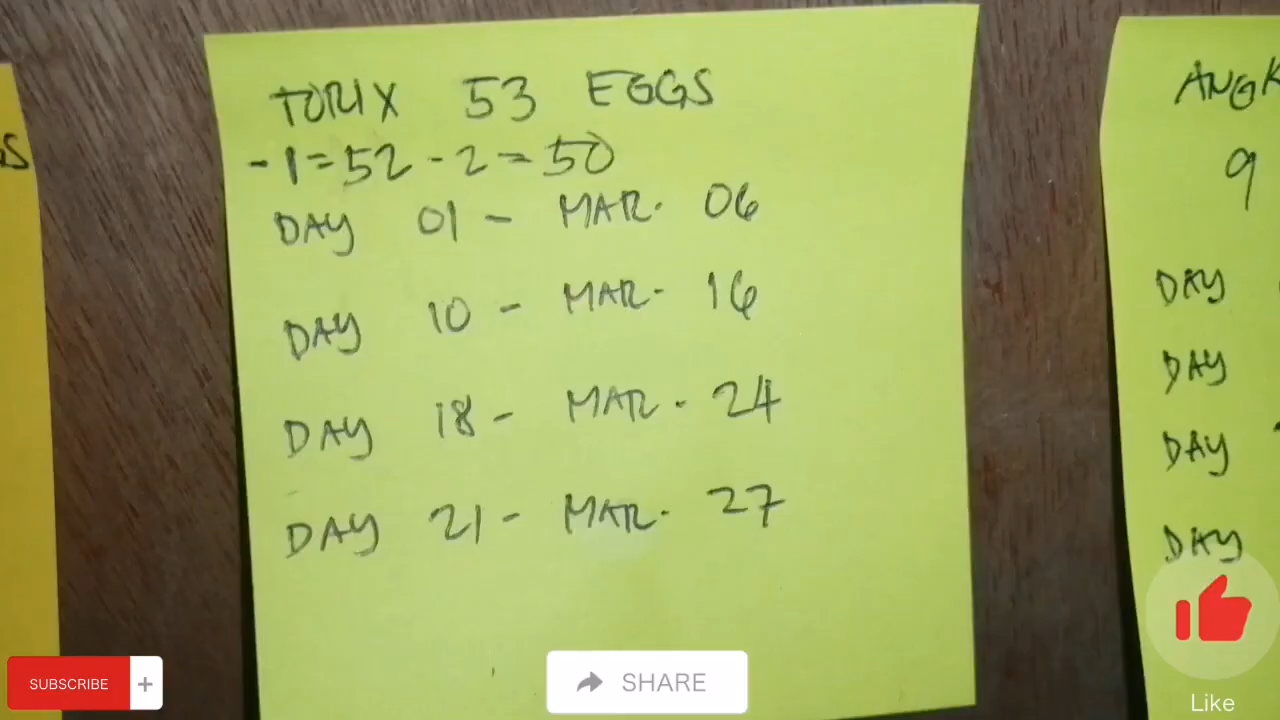 TORIX 53 EGGS
-1=52 -2=50
DAY 01 - MAR. 06
DAY 10 - MAR. 16
DAY 18 - MAR. 24
DAY 21 - MAR. 27
9
DAY
DAY
DAY
DAY
SUBSCRIBE +
SHARE
Like